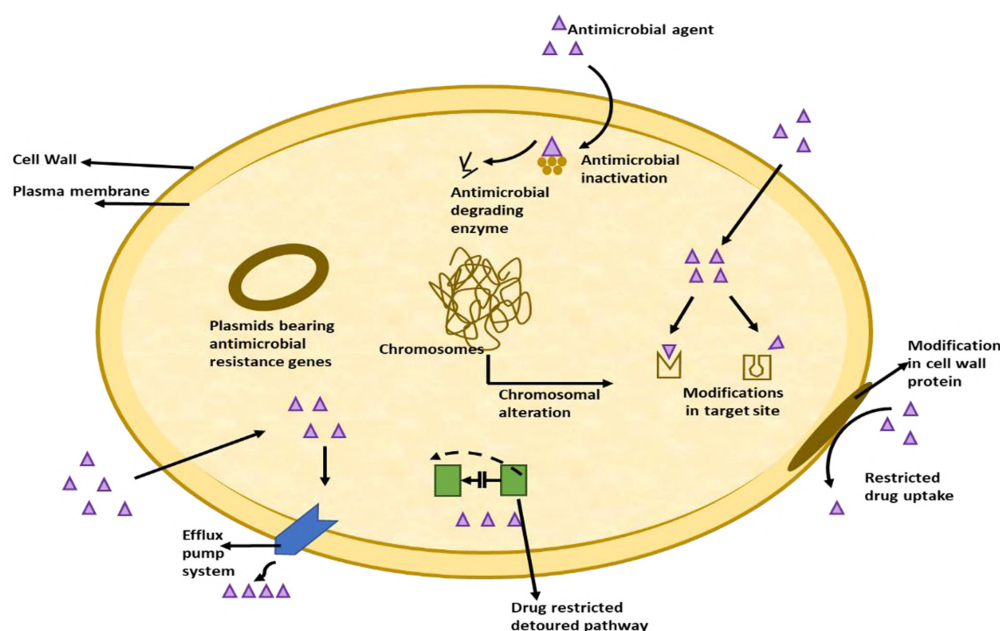 Antimicrobial agent
Cell Wall
Plasma membrane
Antimicrobial
inactivation
Antimicrobial
degrading
enzyme
Plasmids bearing
antimicrobial
resistance genes
Chromosomes
Chromosomal
alteration
Modifications
in target site
Modification
in cell wall
protein
Restricted
drug uptake
Efflux
pump
system
Drug restricted
detoured pathway